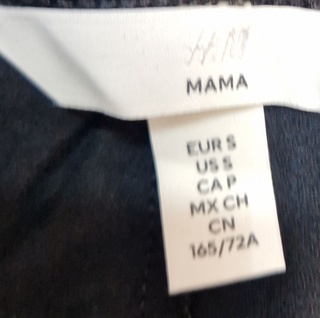 H&M
MAMA
EUR S
US S
CA P
MX CH
CN
165/72A